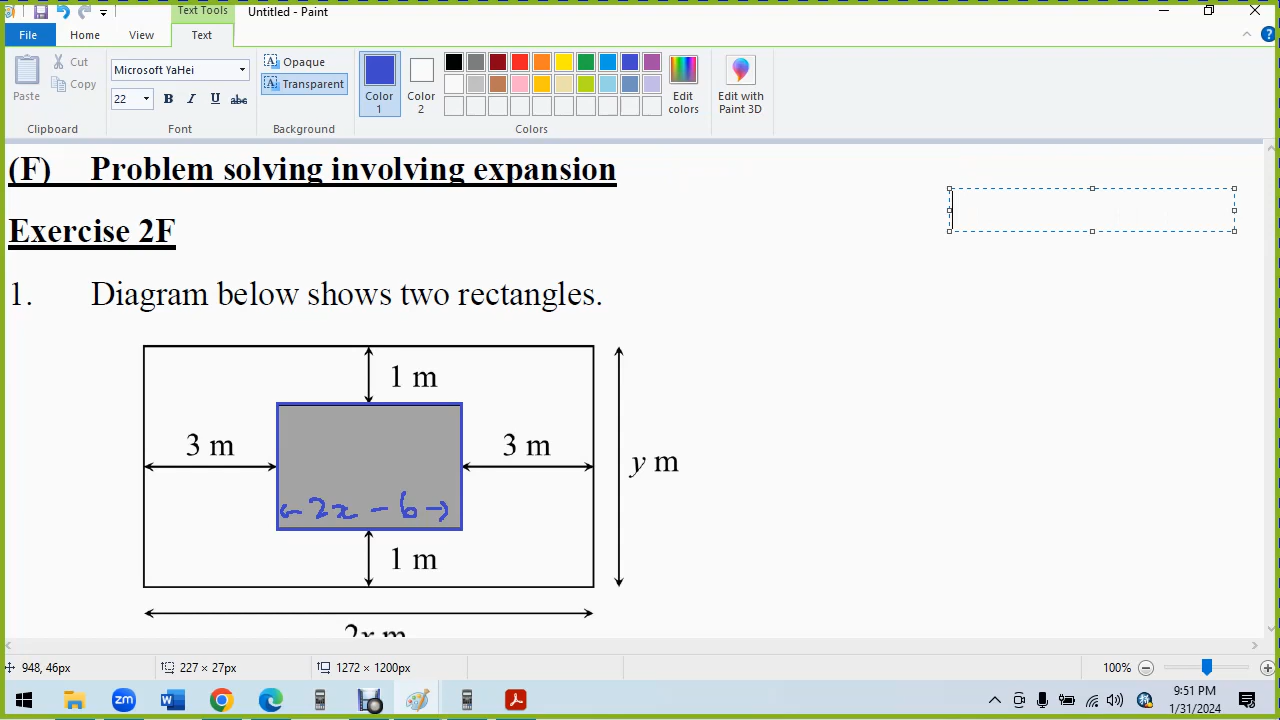 Text Tools
Untitled - Paint
File
Home
View
Text
Paste
Cut
Copy
Clipboard
Microsoft YaHei
22
B I U abc
Font
Opaque
Transparent
Background
Color 1
Color 2
Edit colors
Colors
Edit with Paint 3D
(F) Problem solving involving expansion
Exercise 2F
1. Diagram below shows two rectangles.
1 m
3 m
3 m
y m
2x - 6
1 m
2x m
948, 46px
227 × 27px
1272 × 1200px
100%
zm
W
9:51 PM
1/31/2024